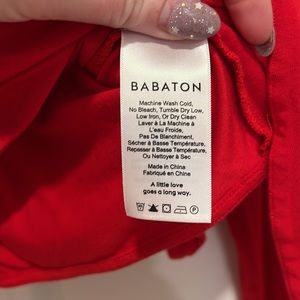 BABATON
Machine Wash Cold,
No Bleach, Tumble Dry Low,
Low Iron, Or Dry Clean
Laver à La Machine à
L'eau Froide,
Pas De Blanchiment,
Sécher à Basse Température,
Repasser à Basse Température,
Ou Nettoyer à Sec
Made in China
Fabriqué en Chine
A little love
goes a long way.